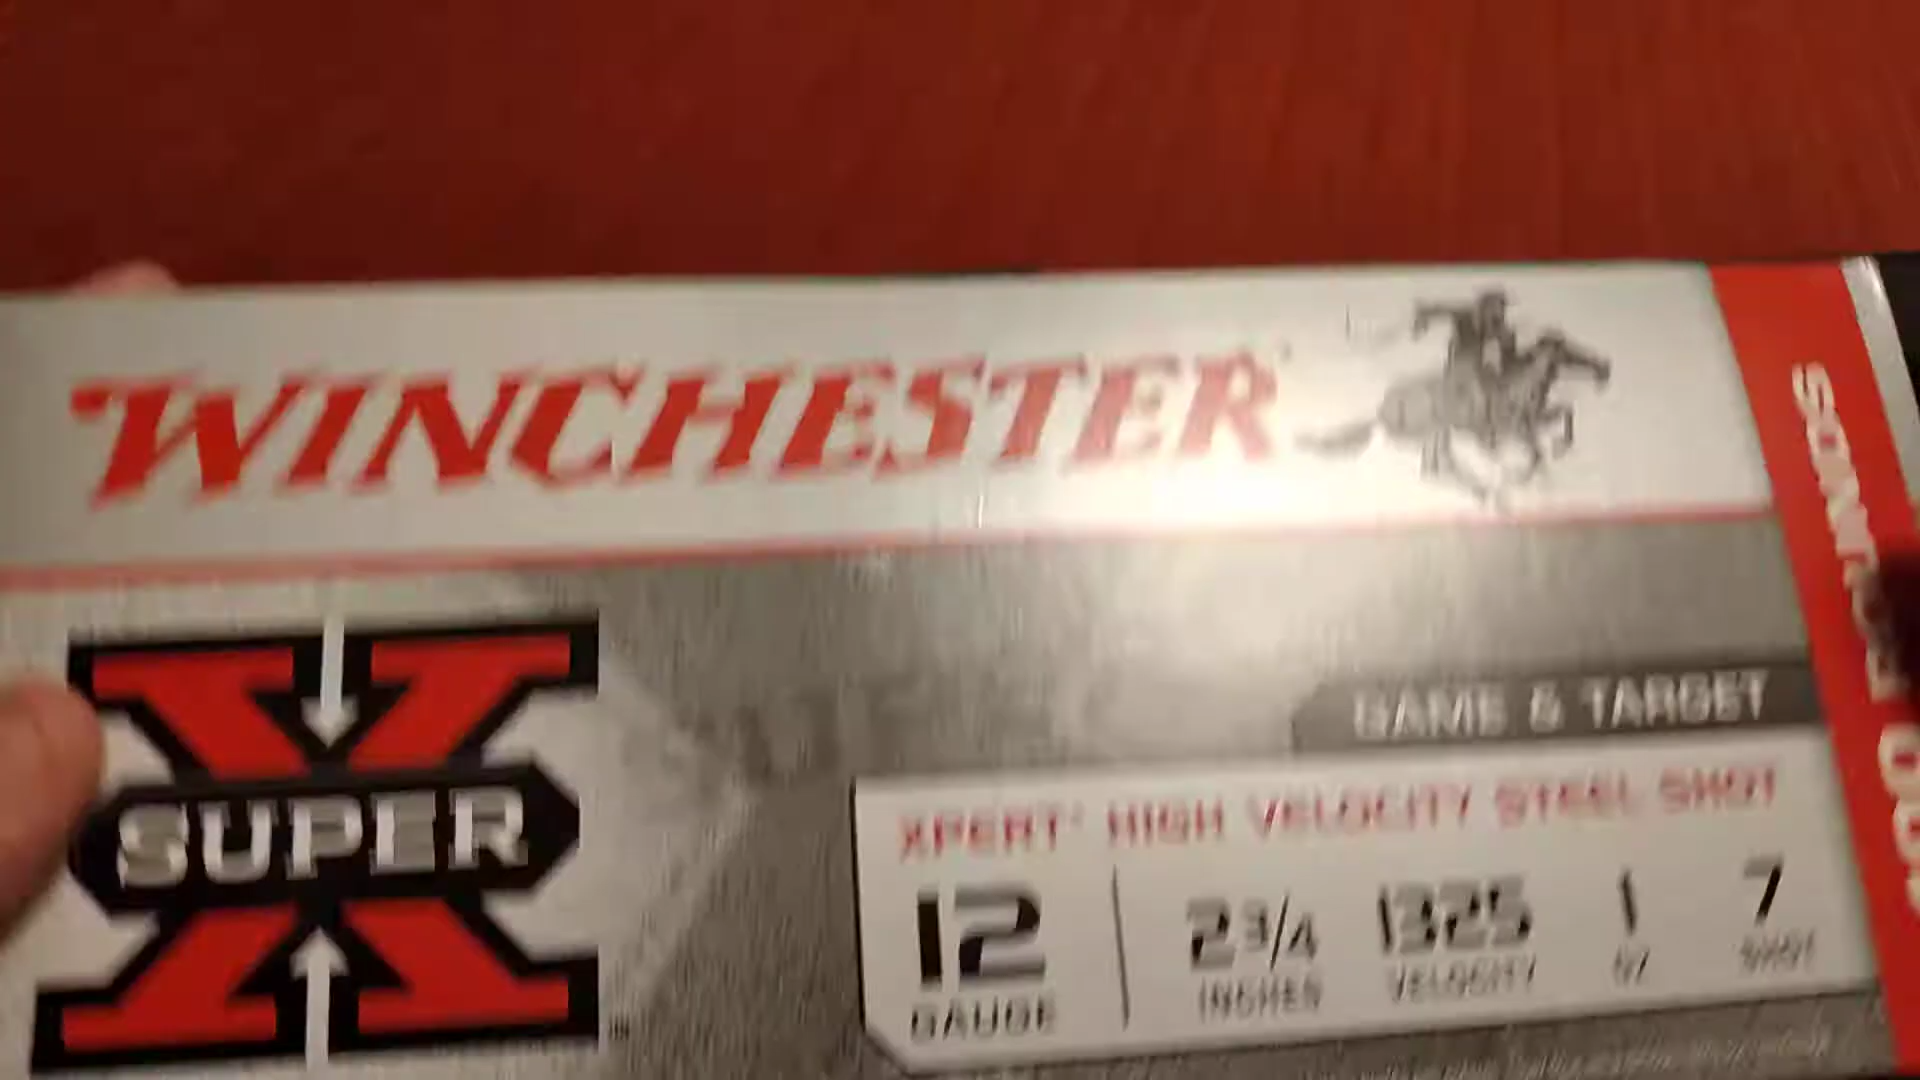 WINCHESTER
SUPER X
GAME & TARGET
XPERT® HIGH VELOCITY STEEL SHOT
12 GAUGE
2 3/4 INCHES
1325 VELOCITY
1 OZ
7 SHOT